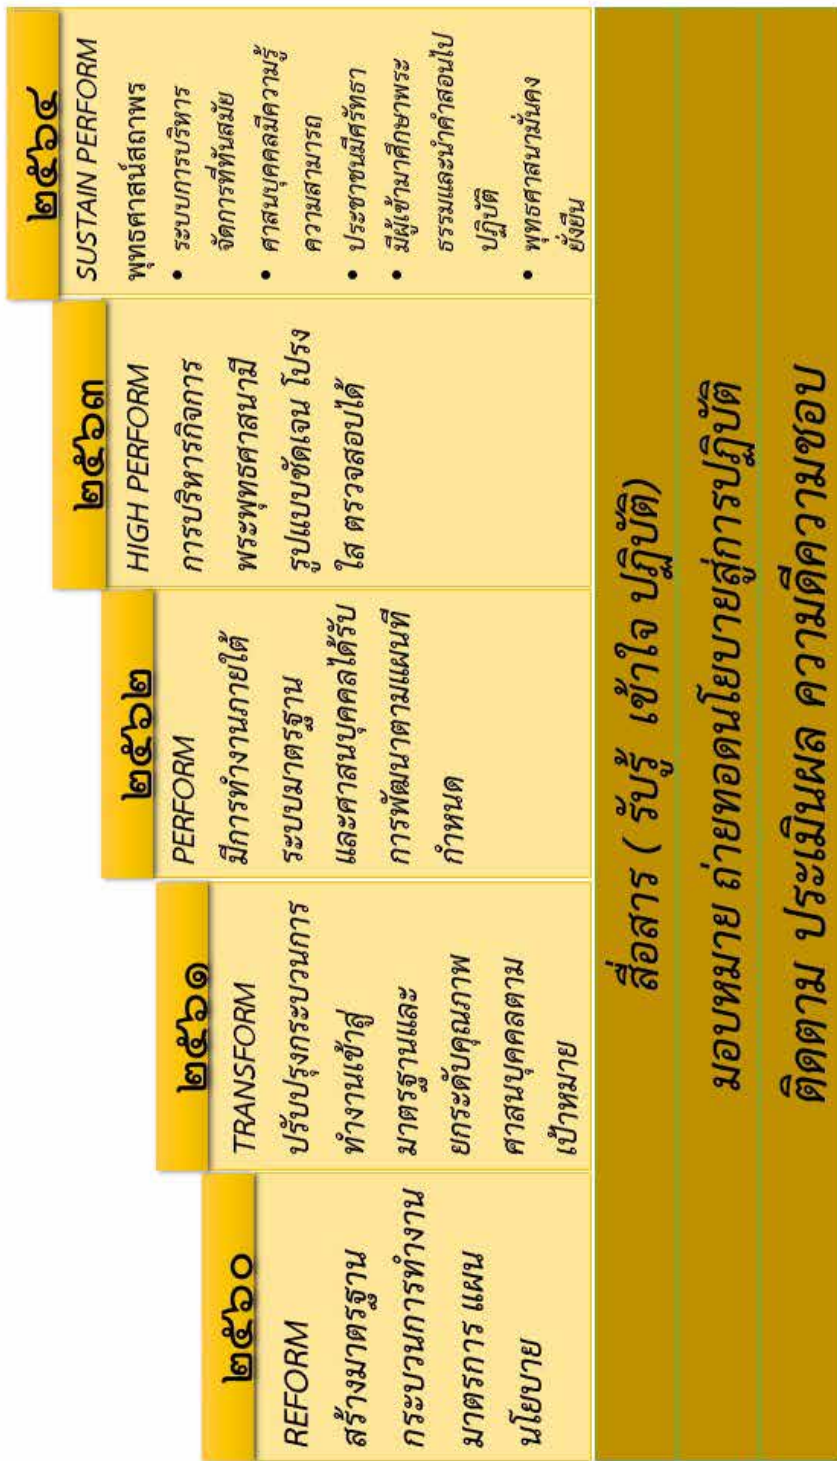 ๒๕๖๐
REFORM
สร้างมาตรฐาน
กระบวนการทำงาน
มาตรการ แผน
นโยบาย
๒๕๖๑
TRANSFORM
ปรับปรุงกระบวนการ
ทำงานเข้าสู่
มาตรฐานและ
ยกระดับคุณภาพ
ศาสนบุคคลตาม
เป้าหมาย
๒๕๖๒
PERFORM
มีการทำงานภายใต้
ระบบมาตรฐาน
และศาสนบุคคลได้รับ
การพัฒนาตามแผนที่
กำหนด
๒๕๖๓
HIGH PERFORM
การบริหารกิจการ
พระพุทธศาสนามี
รูปแบบชัดเจน โปรง
ใส ตรวจสอบได้
๒๕๖๔
SUSTAIN PERFORM
พุทธศาสน์สถาพร
• ระบบการบริหาร
จัดการที่ทันสมัย
• ศาสนบุคคลมีความรู้
ความสามารถ
• ประชาชนมีศรัทธา
• มีผู้เข้ามาศึกษาพระ
ธรรมและนำคำสอนไป
ปฏิบัติ
• พุทธศาสนามั่นคง
ยั่งยืน
สื่อสาร ( รับรู้ เข้าใจ ปฏิบัติ)
มอบหมาย ถ่ายทอดนโยบายสู่การปฏิบัติ
ติดตาม ประเมินผล ความดีความชอบ